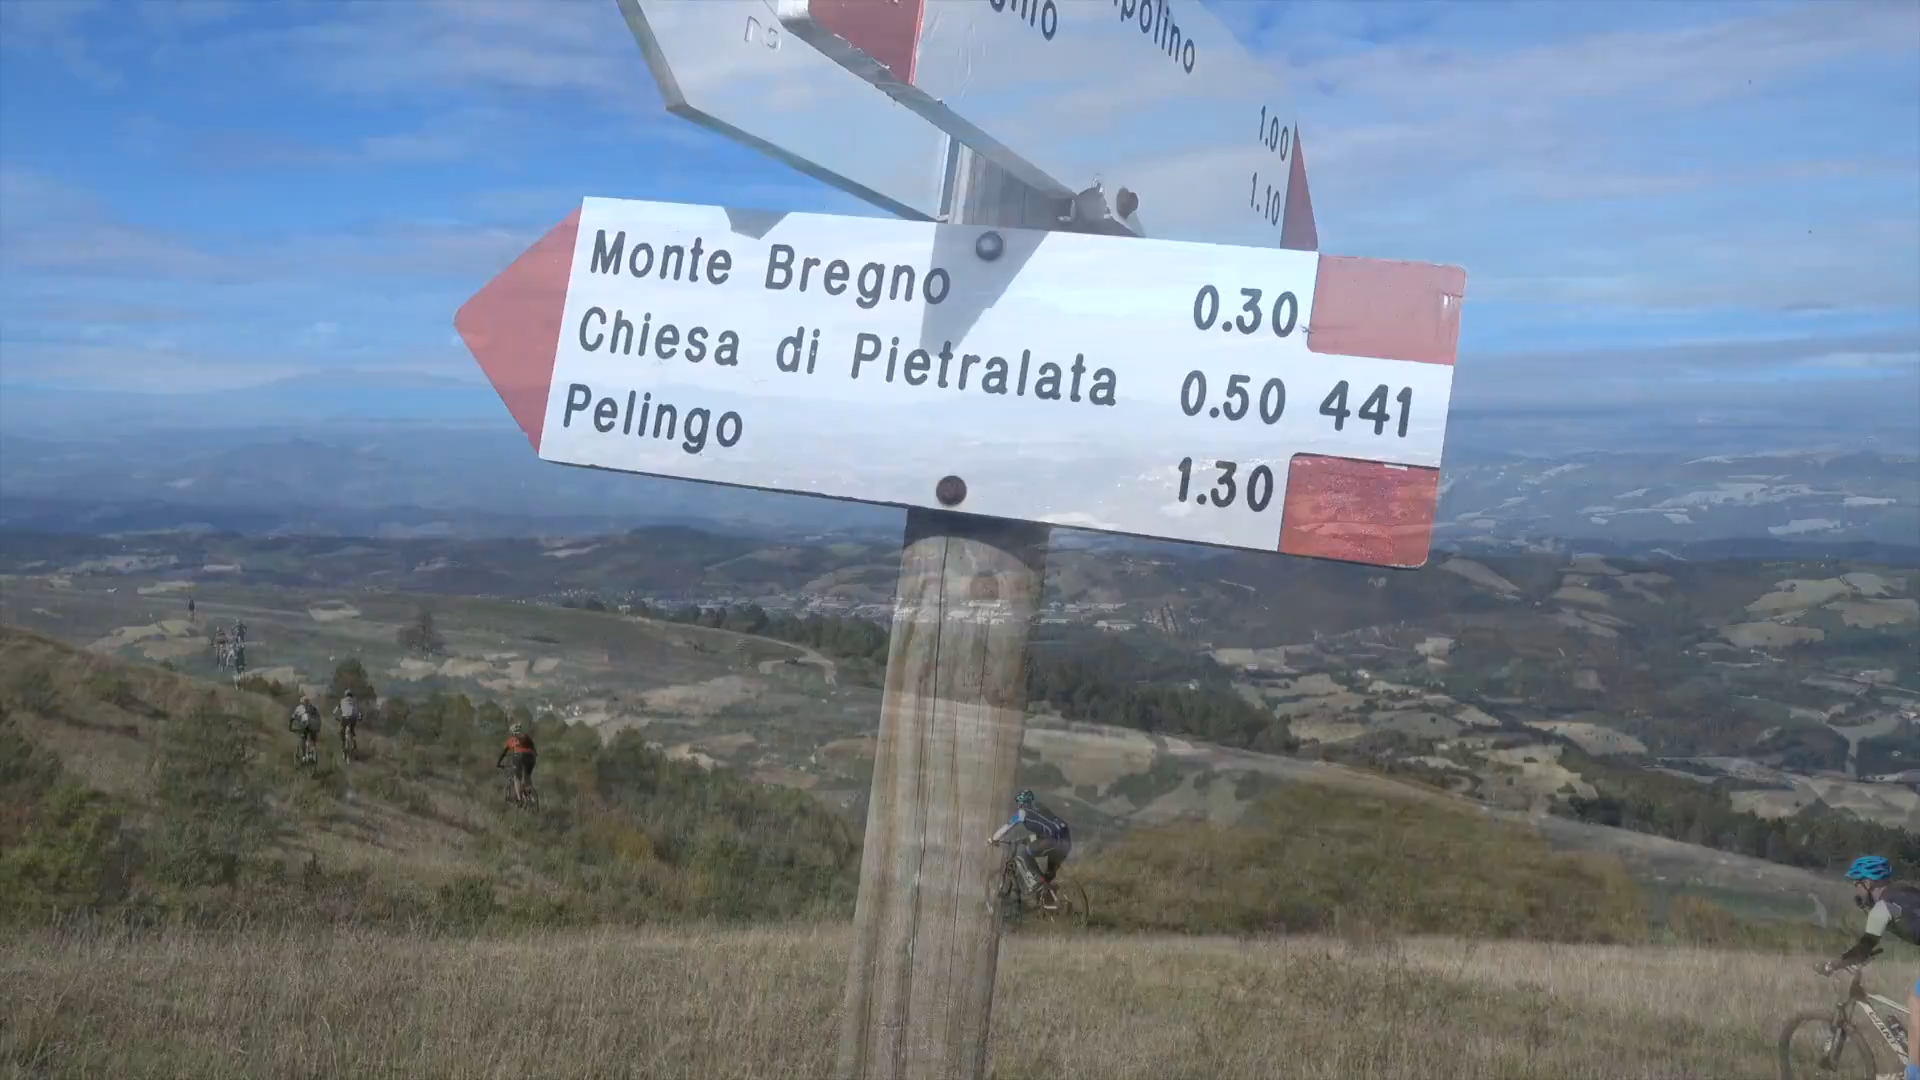 1.00
1.10
Monte Bregno 0.30
Chiesa di Pietralata 0.50 441
Pelingo 1.30